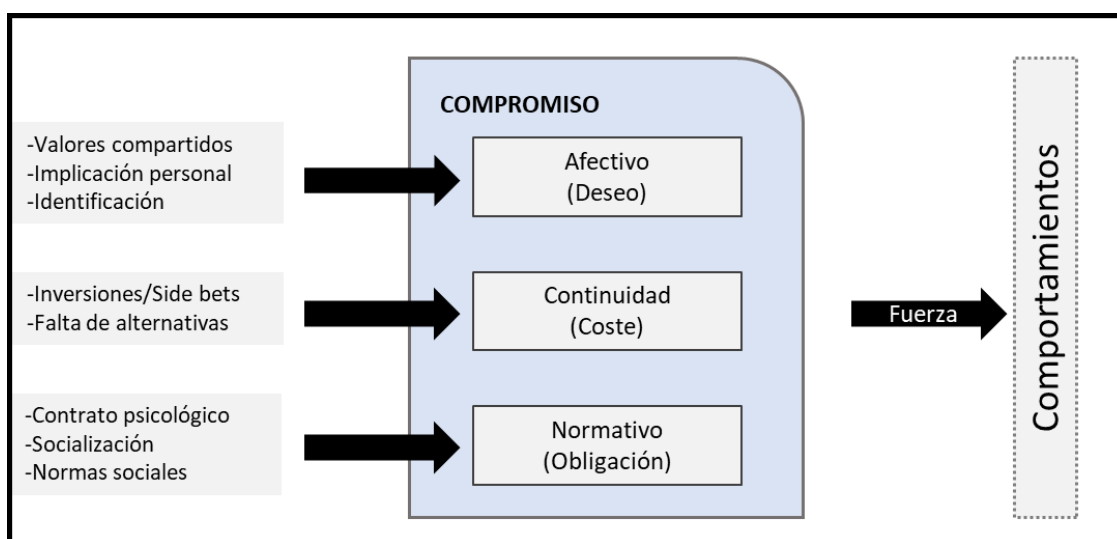 COMPROMISO
-Valores compartidos
-Implicación personal
-Identificación
Afectivo
(Deseo)
-Inversiones/Side bets
-Falta de alternativas
Continuidad
(Coste)
Fuerza
-Contrato psicológico
-Socialización
-Normas sociales
Normativo
(Obligación)
Comportamientos